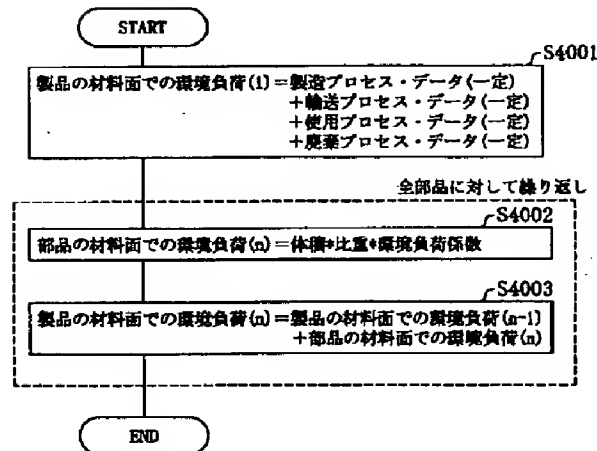 START
S4001
製品の材料面での環境負荷(1)=製造プロセス・データ(一定)
+輸送プロセス・データ(一定)
+使用プロセス・データ(一定)
+廃棄プロセス・データ(一定)
全部品に対して繰り返し
S4002
部品の材料面での環境負荷(n)=体積*比重*環境負荷係数
S4003
製品の材料面での環境負荷(n)=製品の材料面での環境負荷(n-1)
+部品の材料面での環境負荷(n)
END